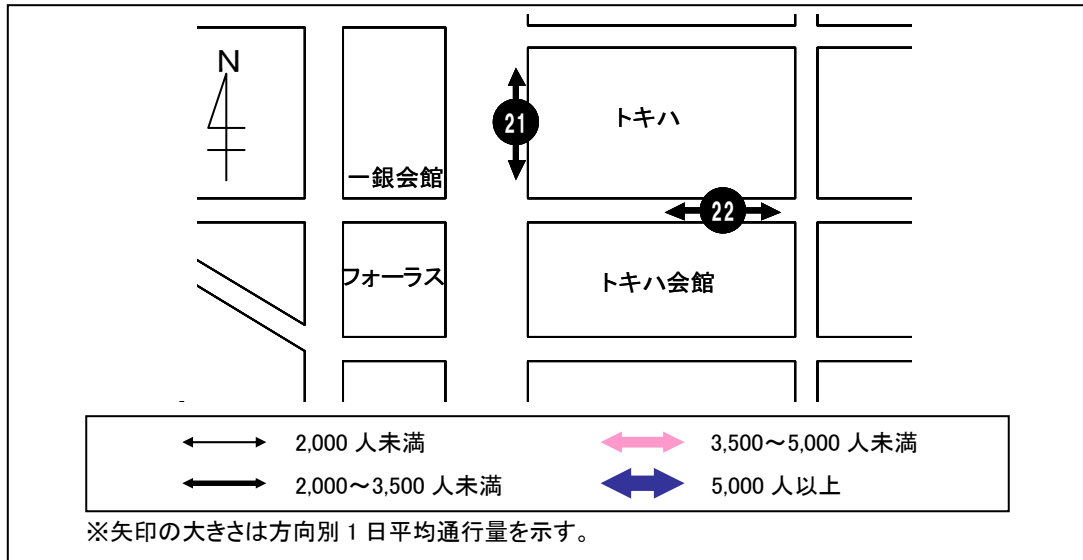 N
21
トキハ
一銀会館
22
フォーラス
トキハ会館
2,000 人未満
3,500～5,000 人未満
2,000～3,500 人未満
5,000 人以上
※矢印の大きさは方向別 1 日平均通行量を示す。